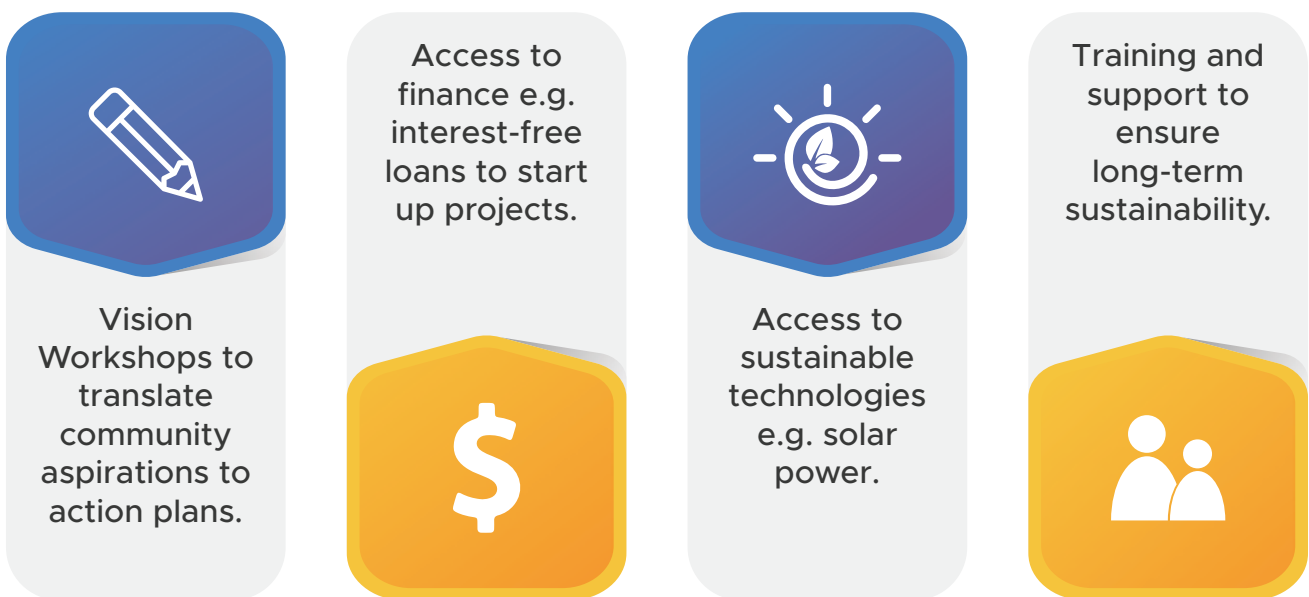 Vision
Workshops to
translate
community
aspirations to
action plans.
Access to
finance e.g.
interest-free
loans to start
up projects.
$
Access to
sustainable
technologies
e.g. solar
power.
Training and
support to
ensure
long-term
sustainability.